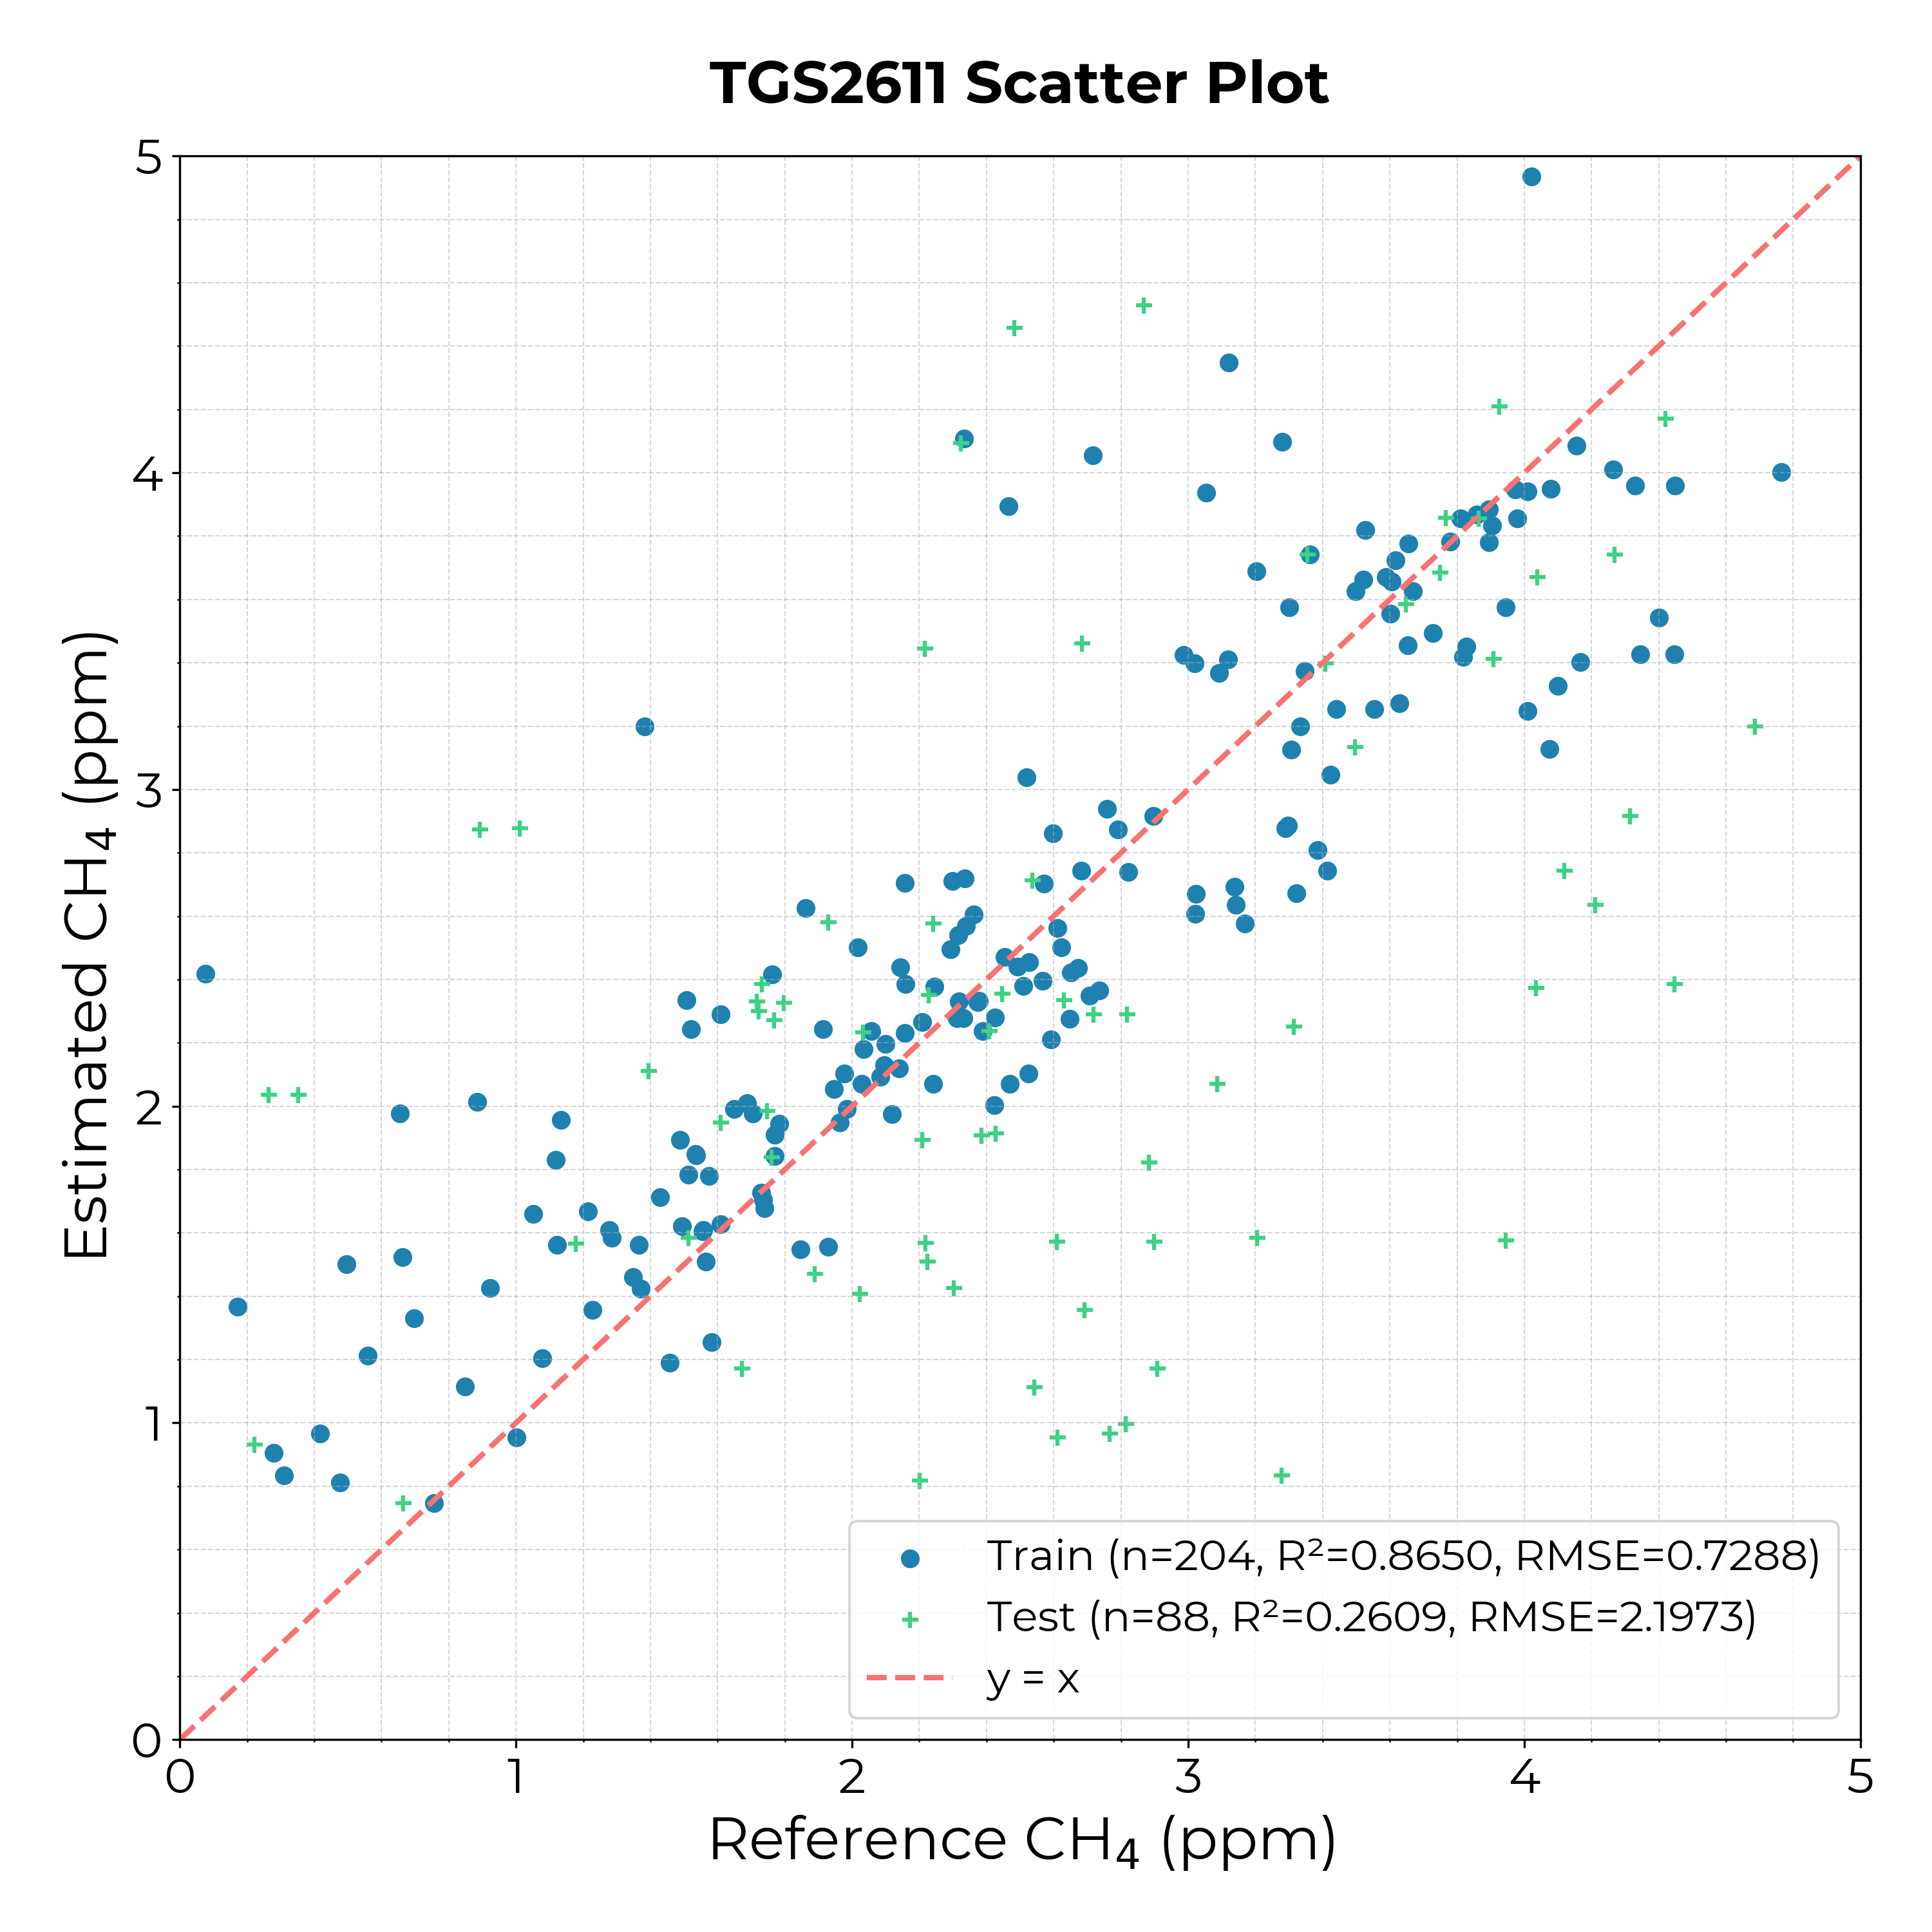 TGS2611 Scatter Plot
5
4
3
2
1
0
Estimated CH₄ (ppm)
Train (n=204, R²=0.8650, RMSE=0.7288)
Test (n=88, R²=0.2609, RMSE=2.1973)
y = x
0 1 2 3 4 5
Reference CH₄ (ppm)